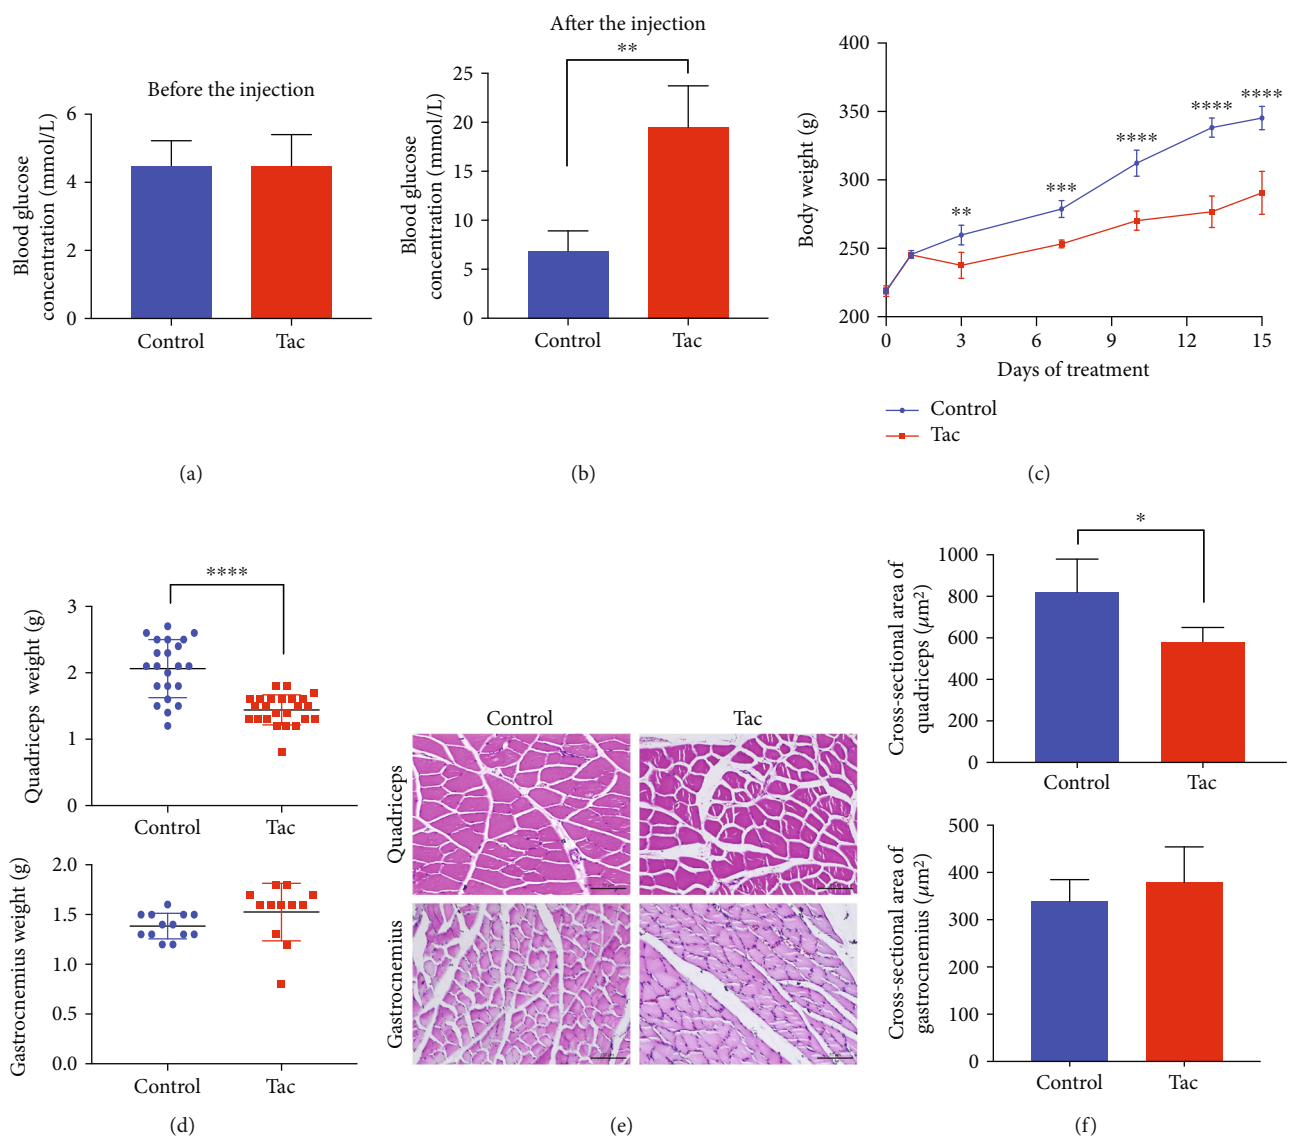 Before the injection
Blood glucose
concentration (mmol/L)
6
4
2
0
Control
Tac
(a)
After the injection
**
Blood glucose
concentration (mmol/L)
25
20
15
10
5
0
Control
Tac
(b)
Body weight (g)
400
350
300
250
200
**
***
****
****
****
0
3
6
9
12
15
Days of treatment
Control
Tac
(c)
****
Quadriceps weight (g)
3
2
1
0
Control
Tac
Gastrocnemius weight (g)
2.0
1.5
1.0
0.5
0.0
Control
Tac
(d)
Control
Tac
Quadriceps
Gastrocnemius
(e)
*
Cross-sectional area of
quadriceps (μm²)
1000
800
600
400
200
0
Control
Tac
Cross-sectional area of
gastrocnemius (μm²)
500
400
300
200
100
0
Control
Tac
(f)